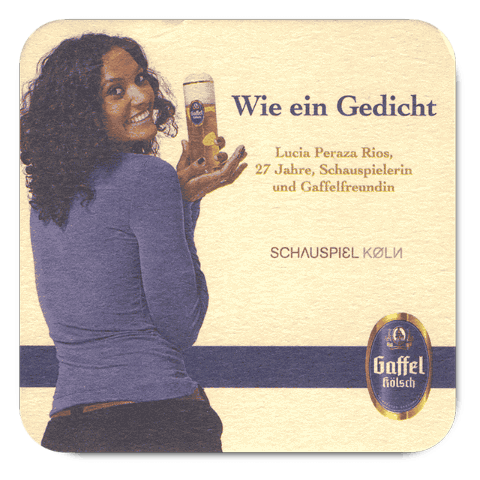 Wie ein Gedicht
Lucia Peraza Rios,
27 Jahre, Schauspielerin
und Gaffelfreundin
SCHAUSPIEL KØLN
Gaffel
Kölsch